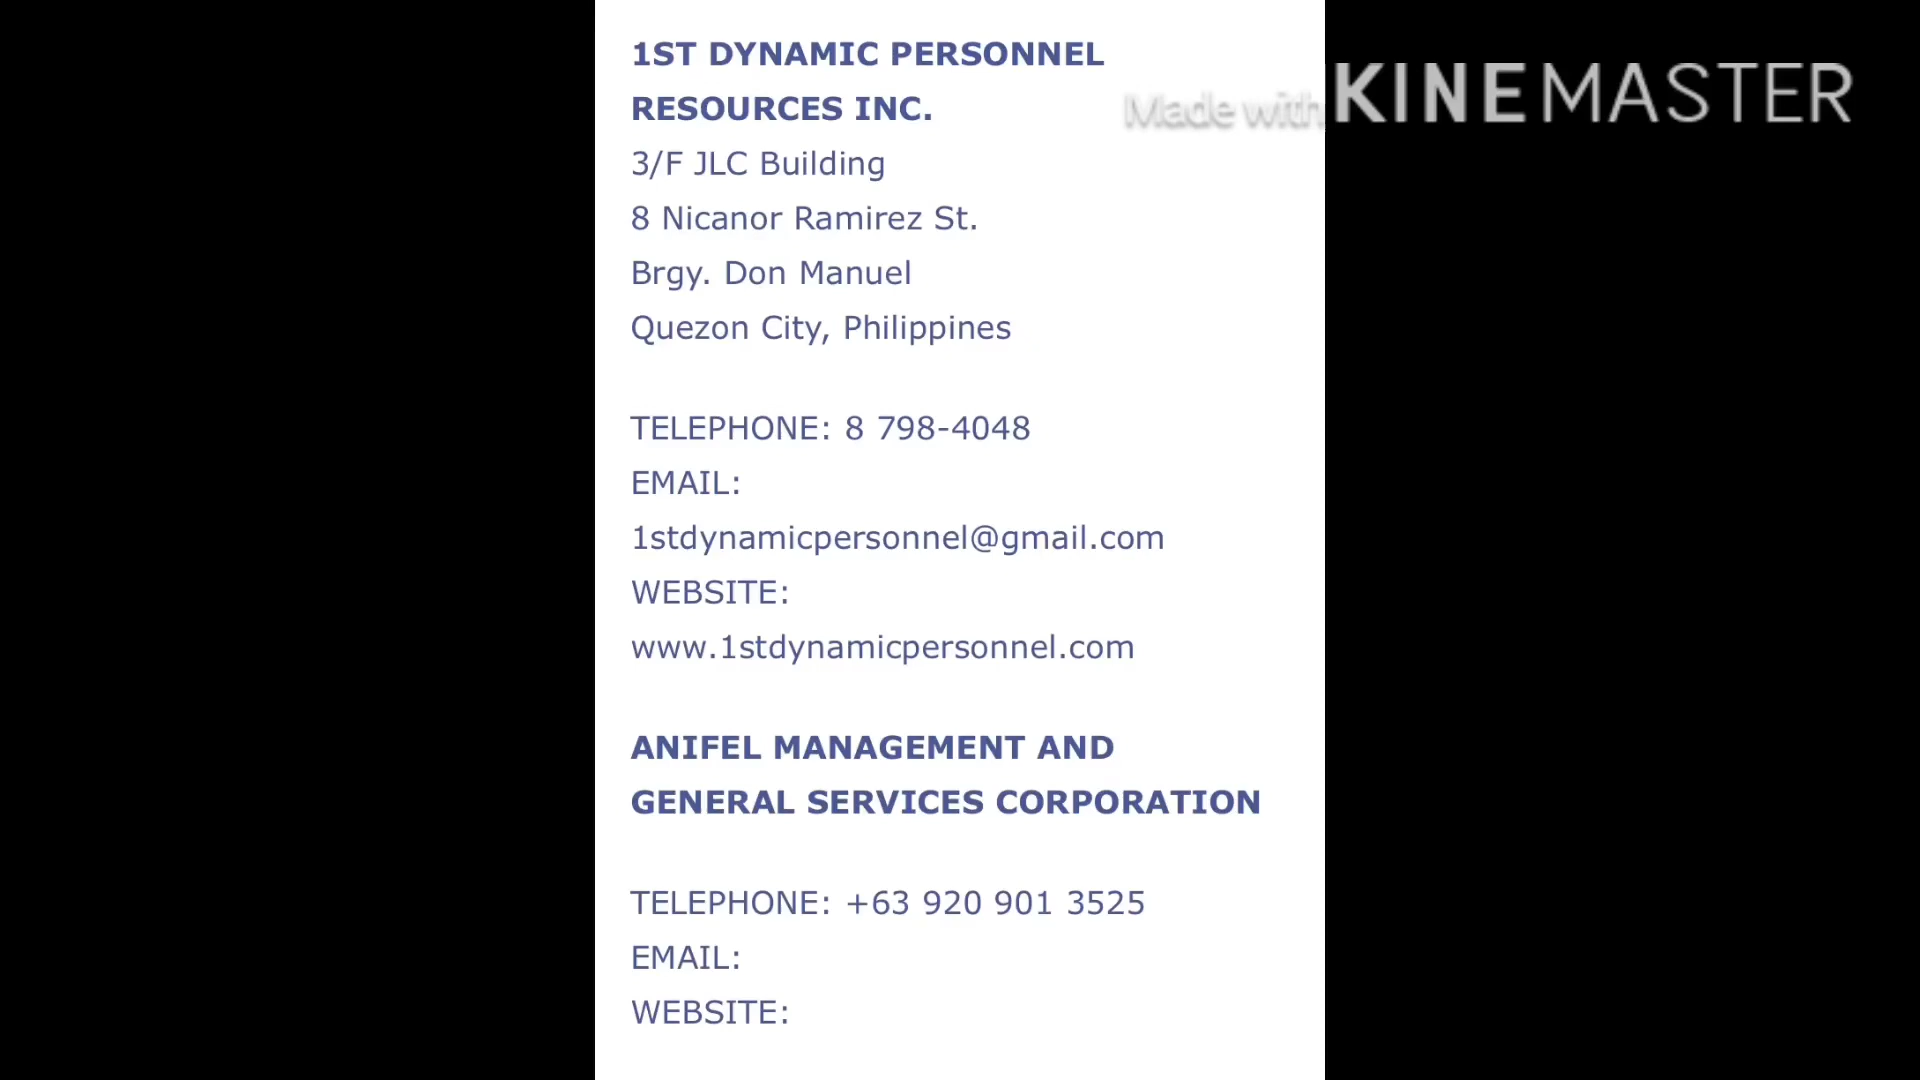 1ST DYNAMIC PERSONNEL
RESOURCES INC.
Made with KINEMASTER
3/F JLC Building
8 Nicanor Ramirez St.
Brgy. Don Manuel
Quezon City, Philippines
TELEPHONE: 8 798-4048
EMAIL:
1stdynamicpersonnel@gmail.com
WEBSITE:
www.1stdynamicpersonnel.com
ANIFEL MANAGEMENT AND
GENERAL SERVICES CORPORATION
TELEPHONE: +63 920 901 3525
EMAIL:
WEBSITE: